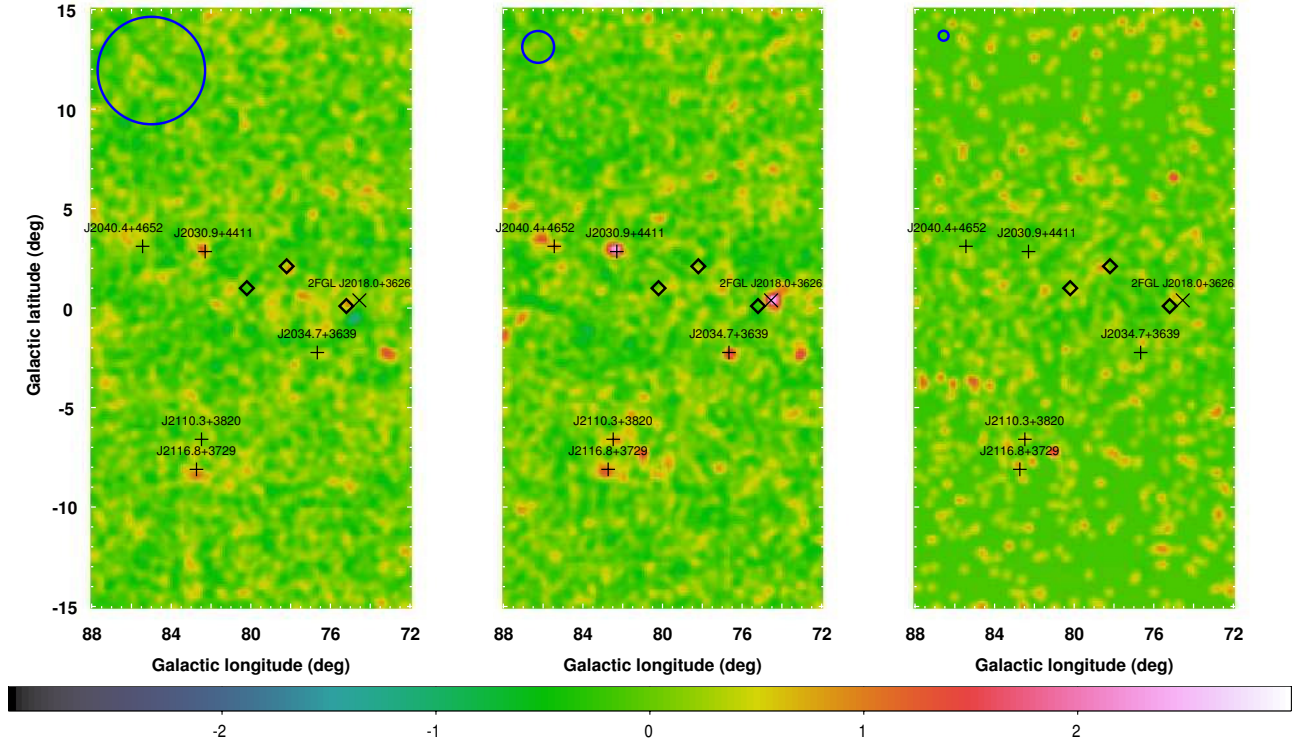 15
10
5
0
-5
-10
-15
Galactic latitude (deg)
J2040.4+4652
J2030.9+4411
2FGL J2018.0+3626
J2034.7+3639
J2110.3+3820
J2116.8+3729
88 84 80 76 72
Galactic longitude (deg)
J2040.4+4652
J2030.9+4411
2FGL J2018.0+3626
J2034.7+3639
J2110.3+3820
J2116.8+3729
88 84 80 76 72
Galactic longitude (deg)
J2040.4+4652
J2030.9+4411
2FGL J2018.0+3626
J2034.7+3639
J2110.3+3820
J2116.8+3729
88 84 80 76 72
Galactic longitude (deg)
-2 -1 0 1 2